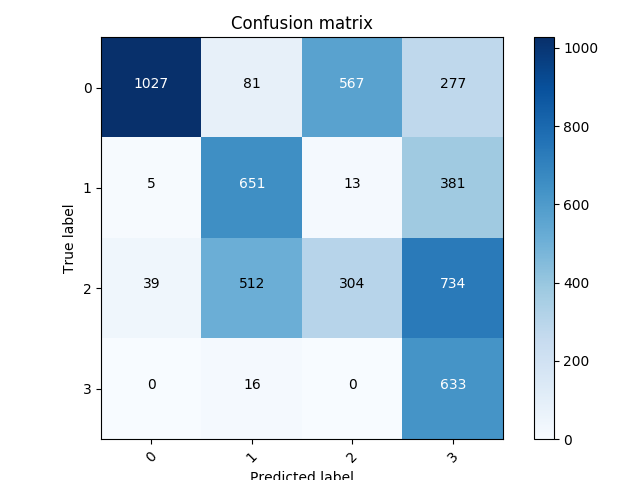 Confusion matrix
0 1027 81 567 277
1 5 651 13 381
2 39 512 304 734
3 0 16 0 633
0 1 2 3
True label
Predicted label
1000
800
600
400
200
0